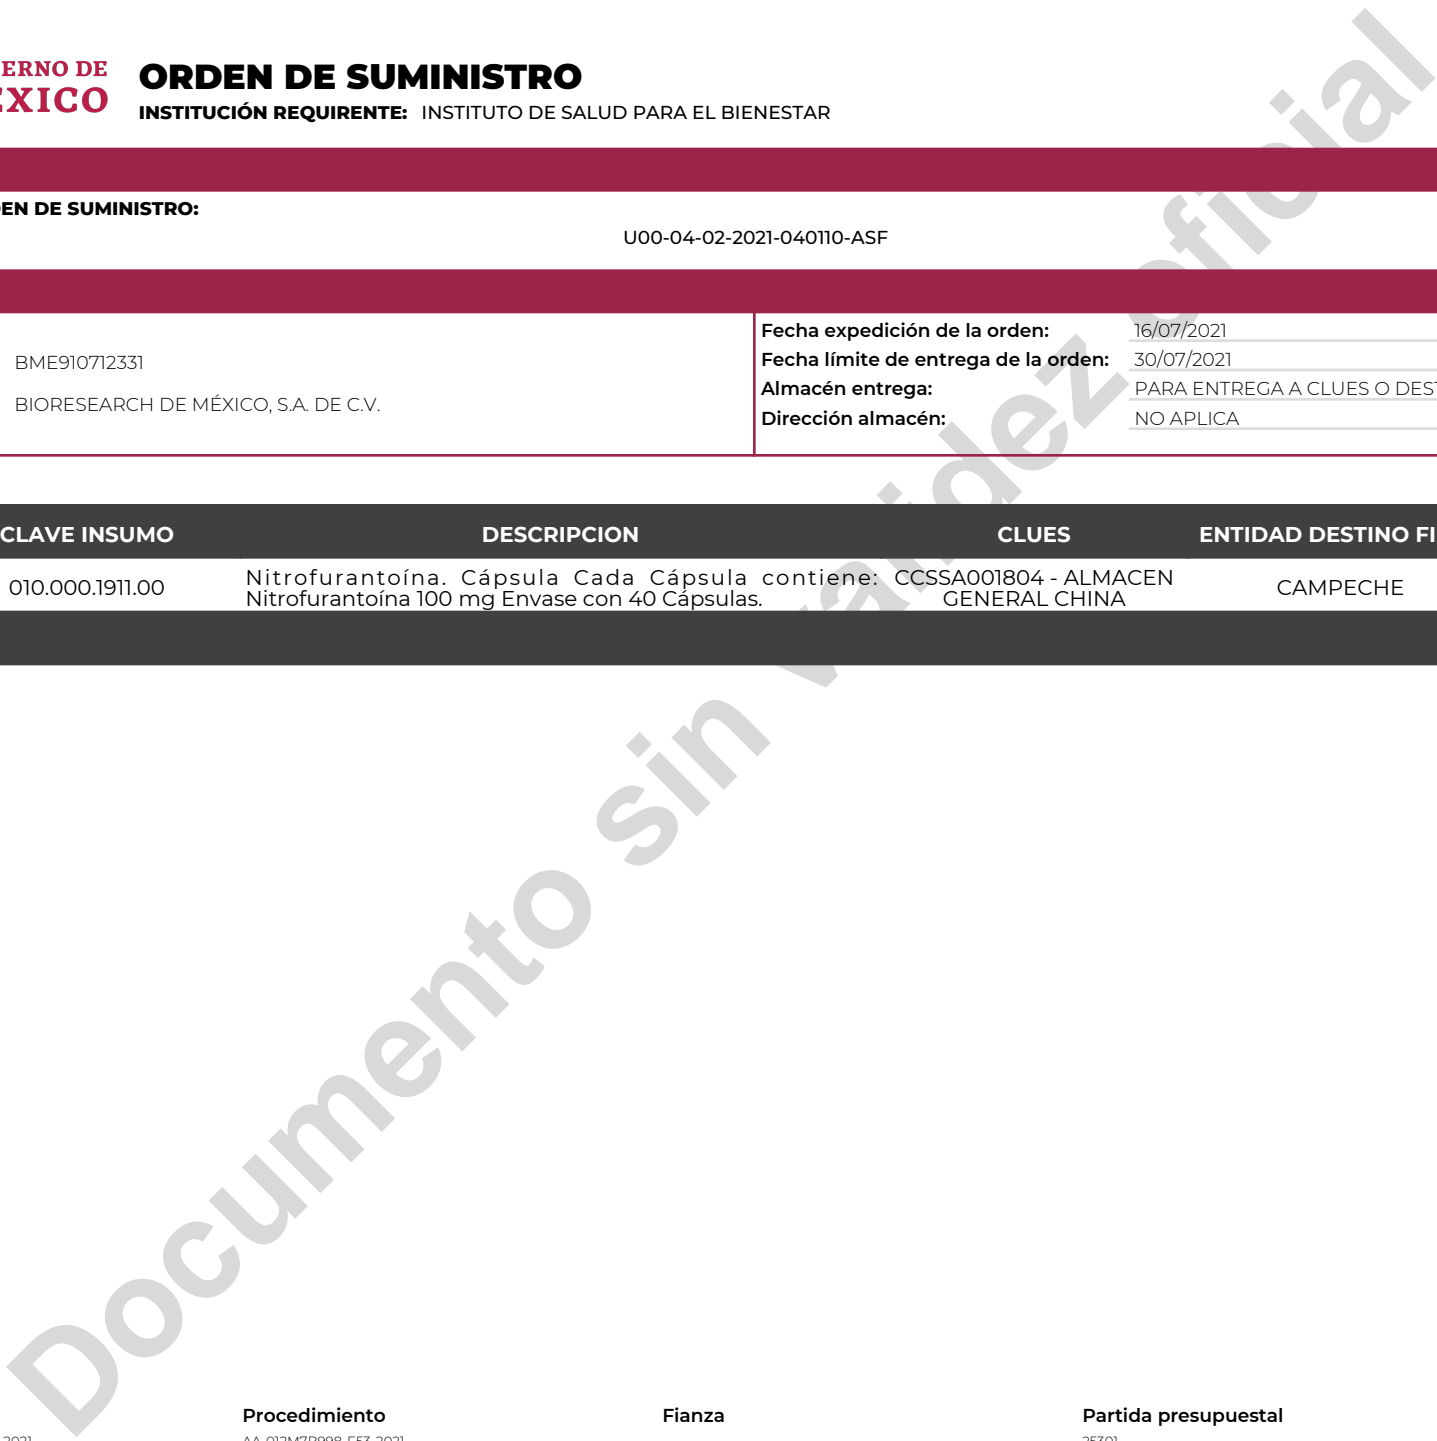 ERNO DE
ORDEN DE SUMINISTRO
XICO
INSTITUCIÓN REQUIRENTE: INSTITUTO DE SALUD PARA EL BIENESTAR
EN DE SUMINISTRO:
U00-04-02-2021-040110-ASF
BME910712331
BIORESEARCH DE MÉXICO, S.A. DE C.V.
Fecha expedición de la orden: 16/07/2021
Fecha límite de entrega de la orden: 30/07/2021
Almacén entrega: PARA ENTREGA A CLUES O DEST
Dirección almacén: NO APLICA
CLAVE INSUMO DESCRIPCION CLUES ENTIDAD DESTINO FI
010.000.1911.00
Nitrofurantoína. Cápsula Cada Cápsula contiene:
Nitrofurantoína 100 mg Envase con 40 Cápsulas.
CCSSA001804 - ALMACEN
GENERAL CHINA
CAMPECHE
Documento sin validez oficial
Procedimiento Fianza Partida presupuestal